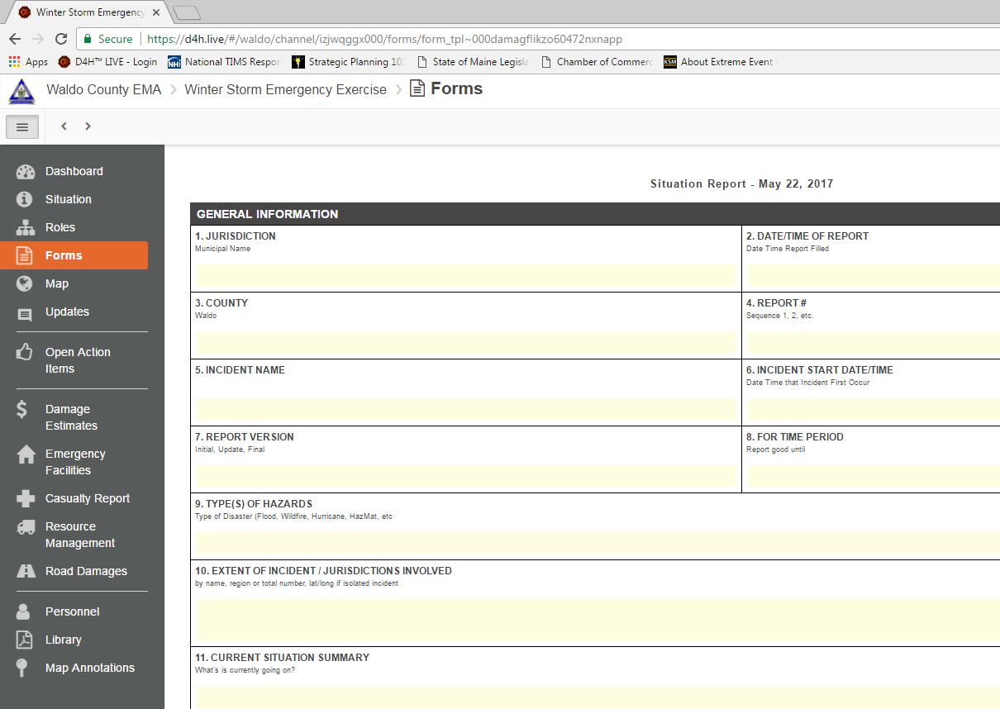 Winter Storm Emergency
Secure
https://d4h.live/#/waldo/channel/izjwqggx000/forms/form_tpl~000damagflikzo60472nxnapp
Apps
D4H™ LIVE - Login
NHI
National TIMS Respor
Strategic Planning 10
State of Maine Legisla
Chamber of Commerc
KSM
About Extreme Event
Waldo County EMA
Winter Storm Emergency Exercise
Forms
Dashboard
Situation
Roles
Forms
Map
Updates
Open Action
Items
Damage
Estimates
Emergency
Facilities
Casualty Report
Resource
Management
Road Damages
Personnel
Library
Map Annotations
Situation Report - May 22, 2017
GENERAL INFORMATION
1. JURISDICTION
Municipal Name
2. DATE/TIME OF REPORT
Date Time Report Filled
3. COUNTY
Waldo
4. REPORT #
Sequence 1, 2, etc.
5. INCIDENT NAME
6. INCIDENT START DATE/TIME
Date Time that Incident First Occur
7. REPORT VERSION
Initial, Update, Final
8. FOR TIME PERIOD
Report good until
9. TYPE(S) OF HAZARDS
Type of Disaster (Flood, Wildfire, Hurricane, HazMat, etc
10. EXTENT OF INCIDENT / JURISDICTIONS INVOLVED
by name, region or total number, lat/long if isolated incident
11. CURRENT SITUATION SUMMARY
What's is currently going on?